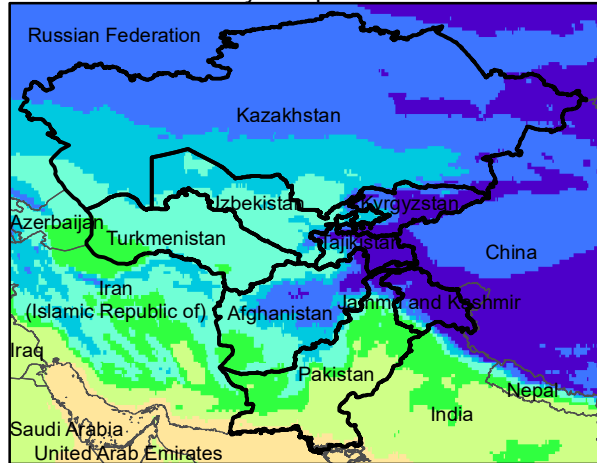 Russian Federation
Kazakhstan
Uzbekistan
Kyrgyzstan
Azerbaijan
Turkmenistan
Tajikistan
China
Iran
(Islamic Republic of)
Afghanistan
Jammu and Kashmir
Iraq
Pakistan
Nepal
India
Saudi Arabia
United Arab Emirates